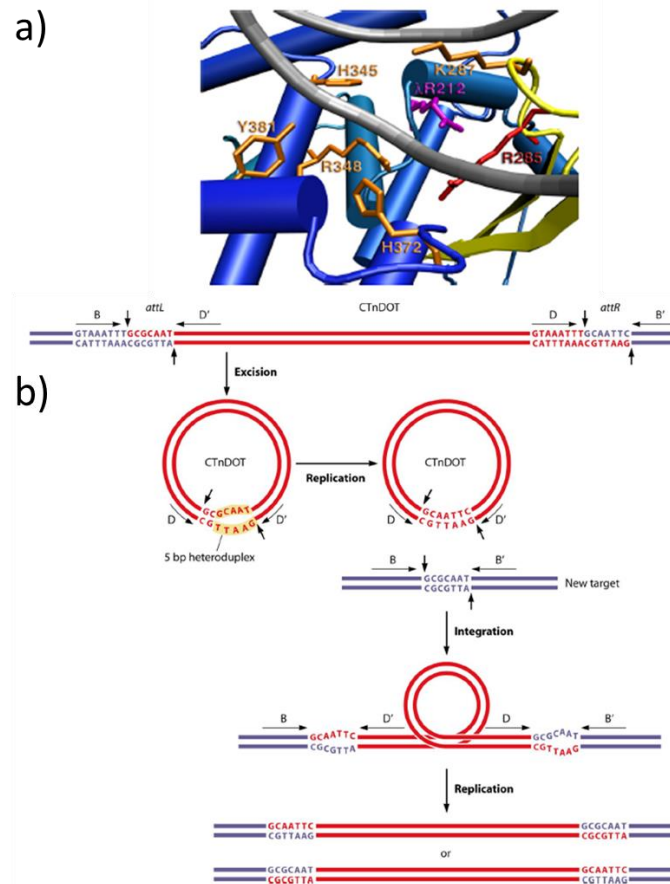 a)
K287
H345
λR212
Y381
R285
R348
H372
attL CTnDOT attR
B D' D B'
GTAAATTTGCGCAAT GTAAATTTGCAATTC
CATTTAAACGCGTTA CATTTAAACGTTAAG
Excision
b)
CTnDOT CTnDOT
Replication
GCGCAAT GCAATTC
D CGTTAAG D' D CGTTAAG D'
5 bp heteroduplex
B B'
GCGCAAT
CGCGTTA
New target
Integration
B D' D B'
GCAATTC GCGCAAT
CGCGTTA CGTTAAG
Replication
GCAATTC GCGCAAT
CGTTAAG CGCGTTA
or
GCGCAAT GCAATTC
CGCGTTA CGTTAAG